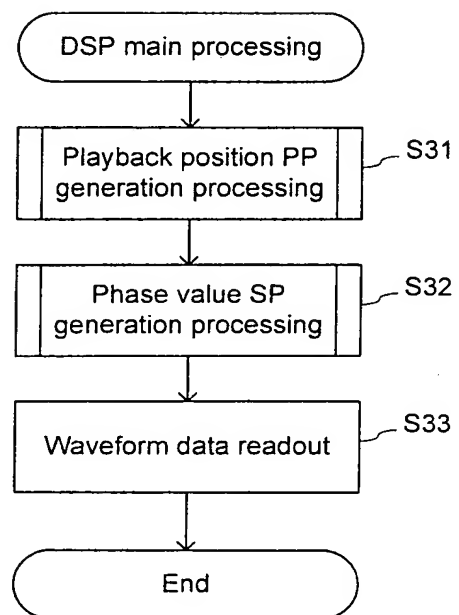 DSP main processing
Playback position PP
generation processing
S31
Phase value SP
generation processing
S32
Waveform data readout
S33
End